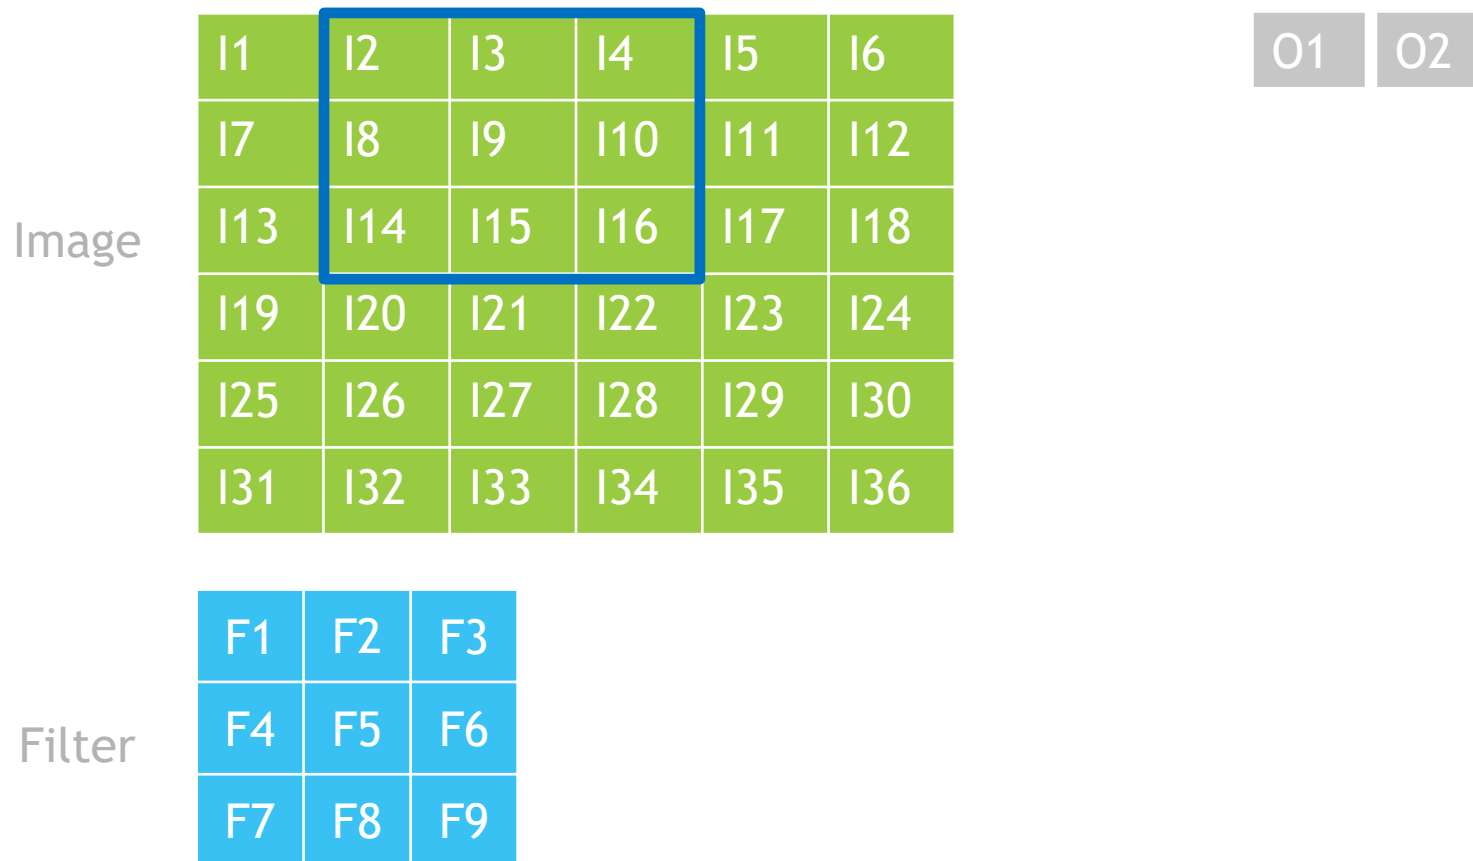 I1 I2 I3 I4 I5 I6 O1 O2
I7 I8 I9 I10 I11 I12
Image
I13 I14 I15 I16 I17 I18
I19 I20 I21 I22 I23 I24
I25 I26 I27 I28 I29 I30
I31 I32 I33 I34 I35 I36
F1 F2 F3
Filter
F4 F5 F6
F7 F8 F9